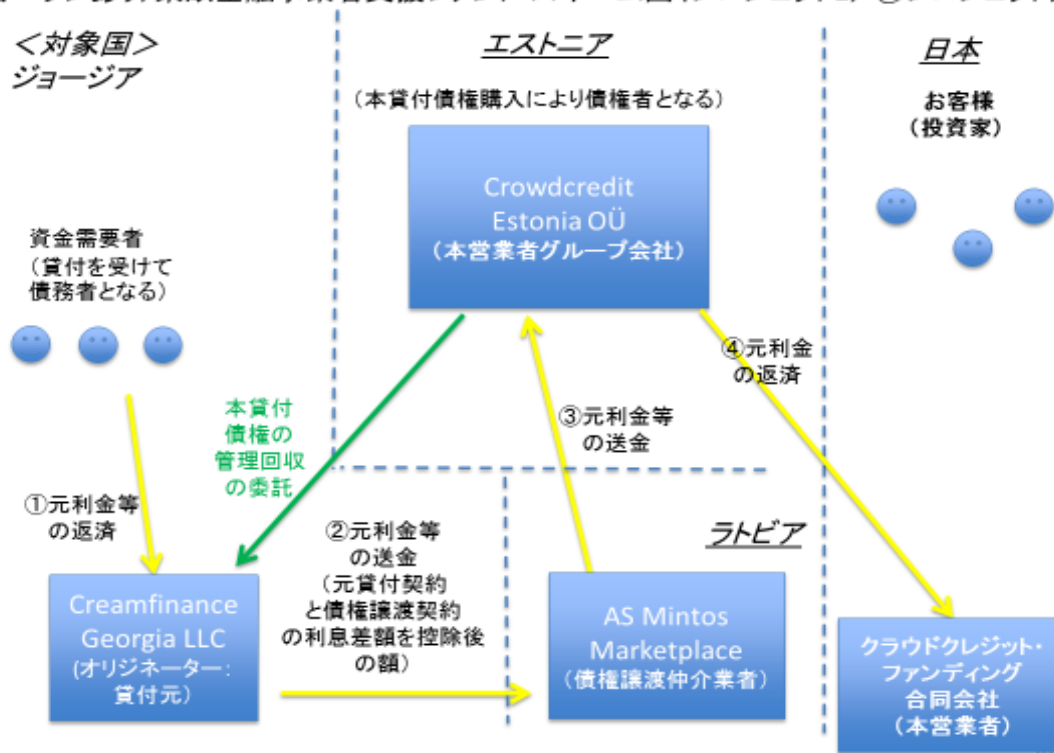 ＜対象国＞
ジョージア
資金需要者
（貸付を受けて
債務者となる）
①元利金等
の返済
Creamfinance
Georgia LLC
(オリジネーター：
貸付元）
エストニア
（本貸付債権購入により債権者となる）
Crowdcredit
Estonia OÜ
（本営業者グループ会社）
本貸付
債権の
管理回収
の委託
②元利金等
の送金
（元貸付契約
と債権譲渡契約
の利息差額を控除後
の額）
③元利金等
の送金
ラトビア
AS Mintos
Marketplace
（債権譲渡仲介業者）
④元利金
の返済
日本
お客様
（投資家）
クラウドクレジット・
ファンディング
合同会社
（本営業者）